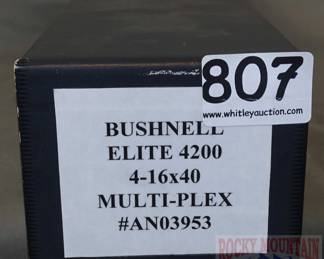 807
www.whitleyauction.com
BUSHNELL
ELITE 4200
4-16x40
MULTI-PLEX
#AN03953
ROCKY MOUNTAIN